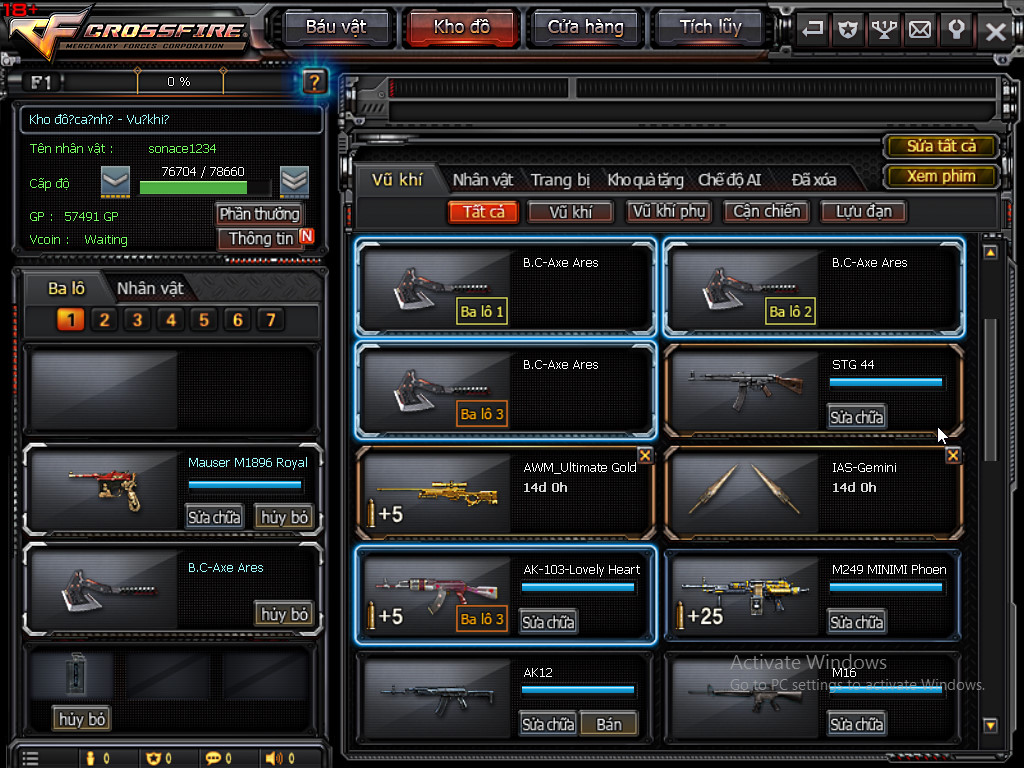 18+
CROSSFIRE
MERCENARY FORCES CORPORATION
Báu vật
Kho đồ
Cửa hàng
Tích lũy
F1
0 %
?
Kho đồ?ca?nh? - Vu?khi?
Tên nhân vật : sonace1234
Cấp độ
76704 / 78660
GP : 57491 GP
Phần thưởng
Vcoin : Waiting
Thông tin N
Sửa tất cả
Xem phim
Vũ khí
Nhân vật
Trang bị
Kho quà tặng
Chế độ AI
Đã xóa
Tất cả
Vũ khí
Vũ khí phụ
Cận chiến
Lựu đạn
Ba lô
Nhân vật
1 2 3 4 5 6 7
Mauser M1896 Royal
Sửa chữa
hủy bỏ
B.C-Axe Ares
hủy bỏ
hủy bỏ
0
0
0
0
B.C-Axe Ares
Ba lô 1
B.C-Axe Ares
Ba lô 2
B.C-Axe Ares
Ba lô 3
STG 44
Sửa chữa
AWM_Ultimate Gold
14d 0h
+5
IAS-Gemini
14d 0h
AK-103-Lovely Heart
+5
Ba lô 3
Sửa chữa
M249 MINIMI Phoen
+25
Sửa chữa
AK12
Sửa chữa
Bán
M16
Sửa chữa
Activate Windows
Go to PC settings to activate Windows.